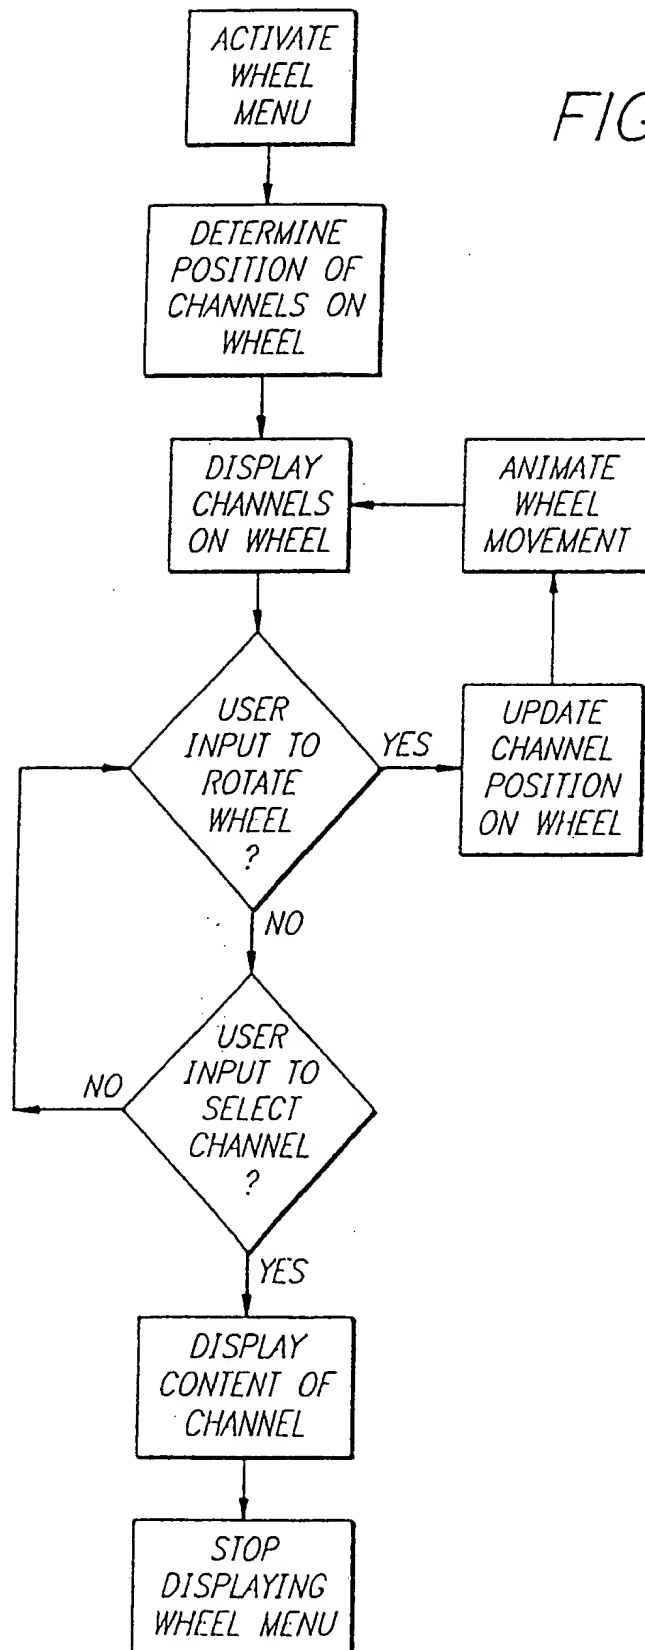 ACTIVATE
WHEEL
MENU
FIG
DETERMINE
POSITION OF
CHANNELS ON
WHEEL
DISPLAY
CHANNELS
ON WHEEL
ANIMATE
WHEEL
MOVEMENT
USER
INPUT TO
ROTATE
WHEEL
?
YES
UPDATE
CHANNEL
POSITION
ON WHEEL
NO
USER
INPUT TO
SELECT
CHANNEL
?
NO
YES
DISPLAY
CONTENT OF
CHANNEL
STOP
DISPLAYING
WHEEL MENU